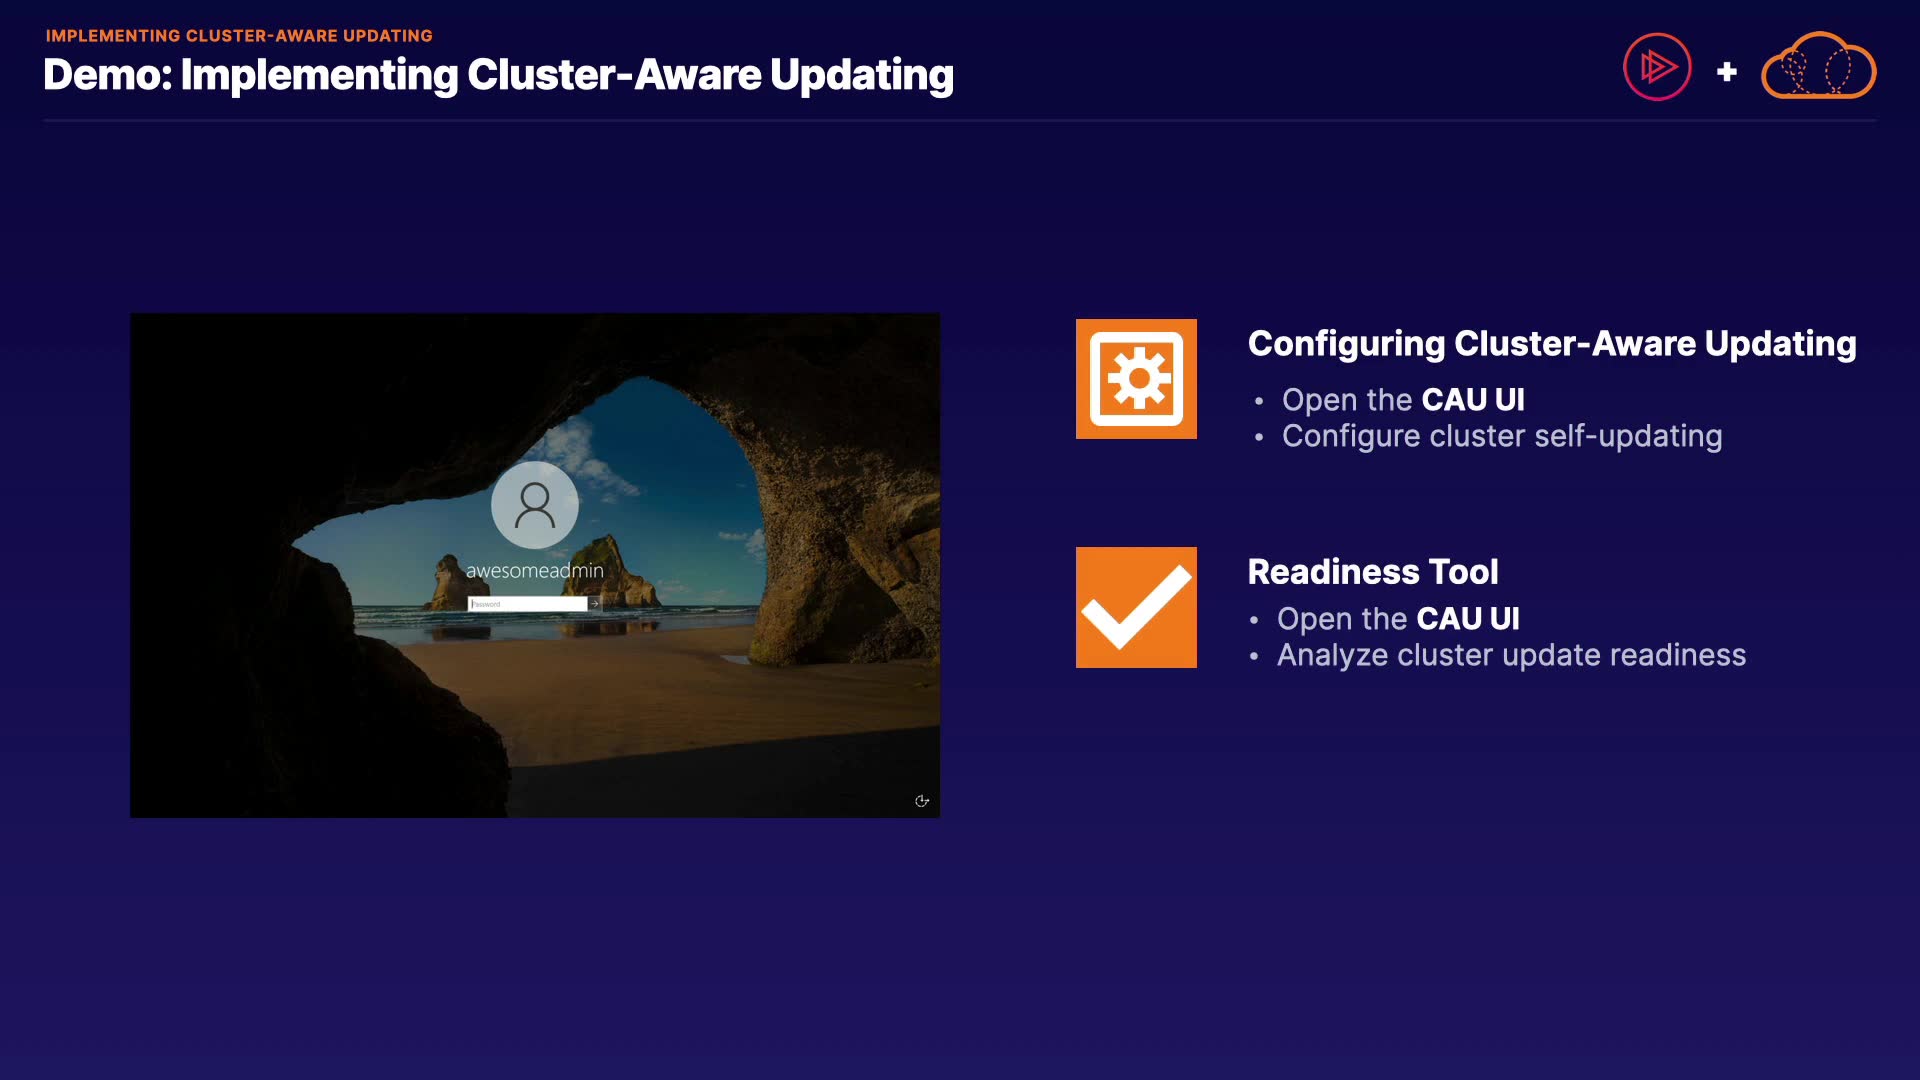 IMPLEMENTING CLUSTER-AWARE UPDATING
Demo: Implementing Cluster-Aware Updating
+
awesomeadmin
Password
Configuring Cluster-Aware Updating
• Open the CAU UI
• Configure cluster self-updating
Readiness Tool
• Open the CAU UI
• Analyze cluster update readiness